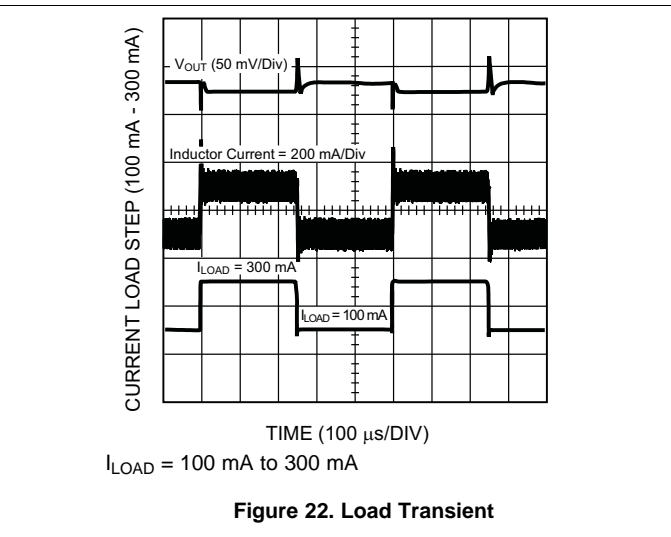 CURRENT LOAD STEP (100 mA - 300 mA)
VOUT (50 mV/Div)
Inductor Current = 200 mA/Div
ILOAD = 300 mA
ILOAD = 100 mA
TIME (100 μs/DIV)
ILOAD = 100 mA to 300 mA
Figure 22. Load Transient